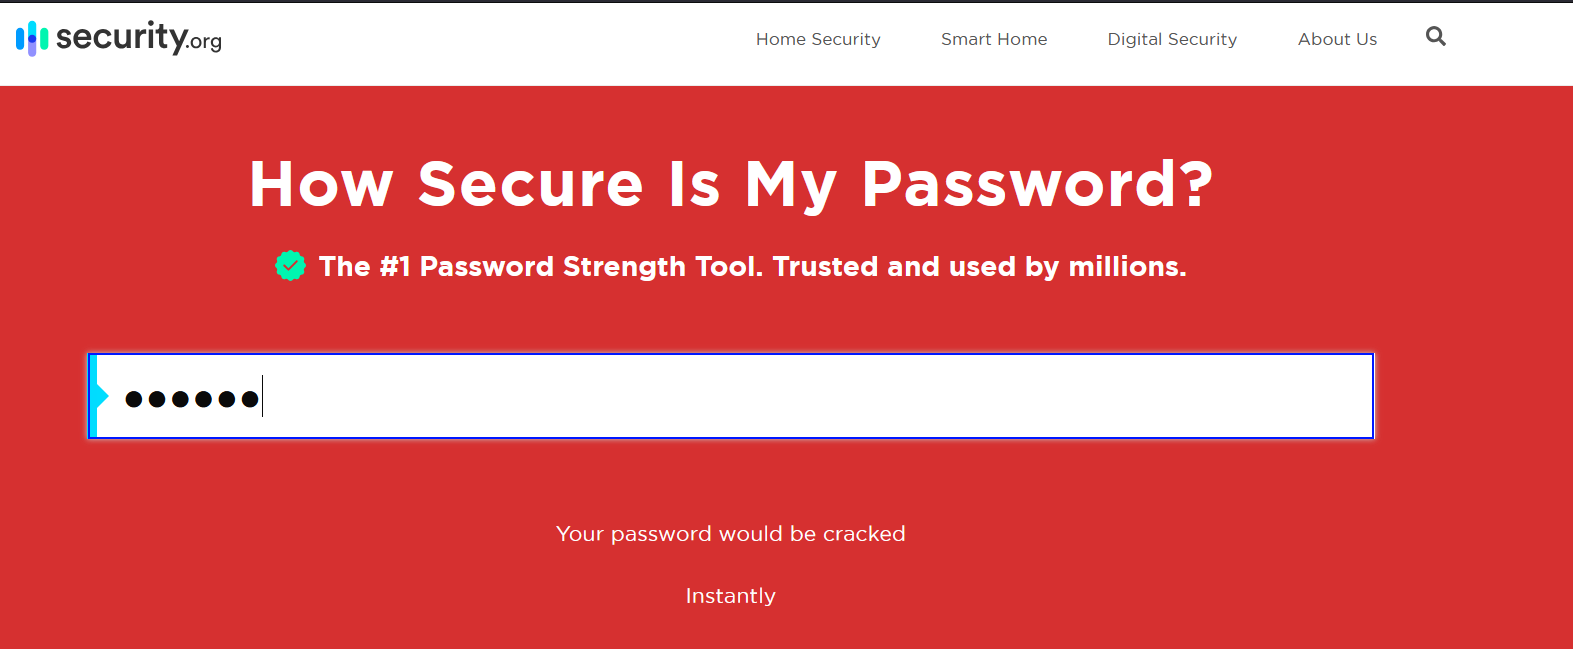 security.org
Home Security
Smart Home
Digital Security
About Us
How Secure Is My Password?
The #1 Password Strength Tool. Trusted and used by millions.
●●●●●●
Your password would be cracked
Instantly